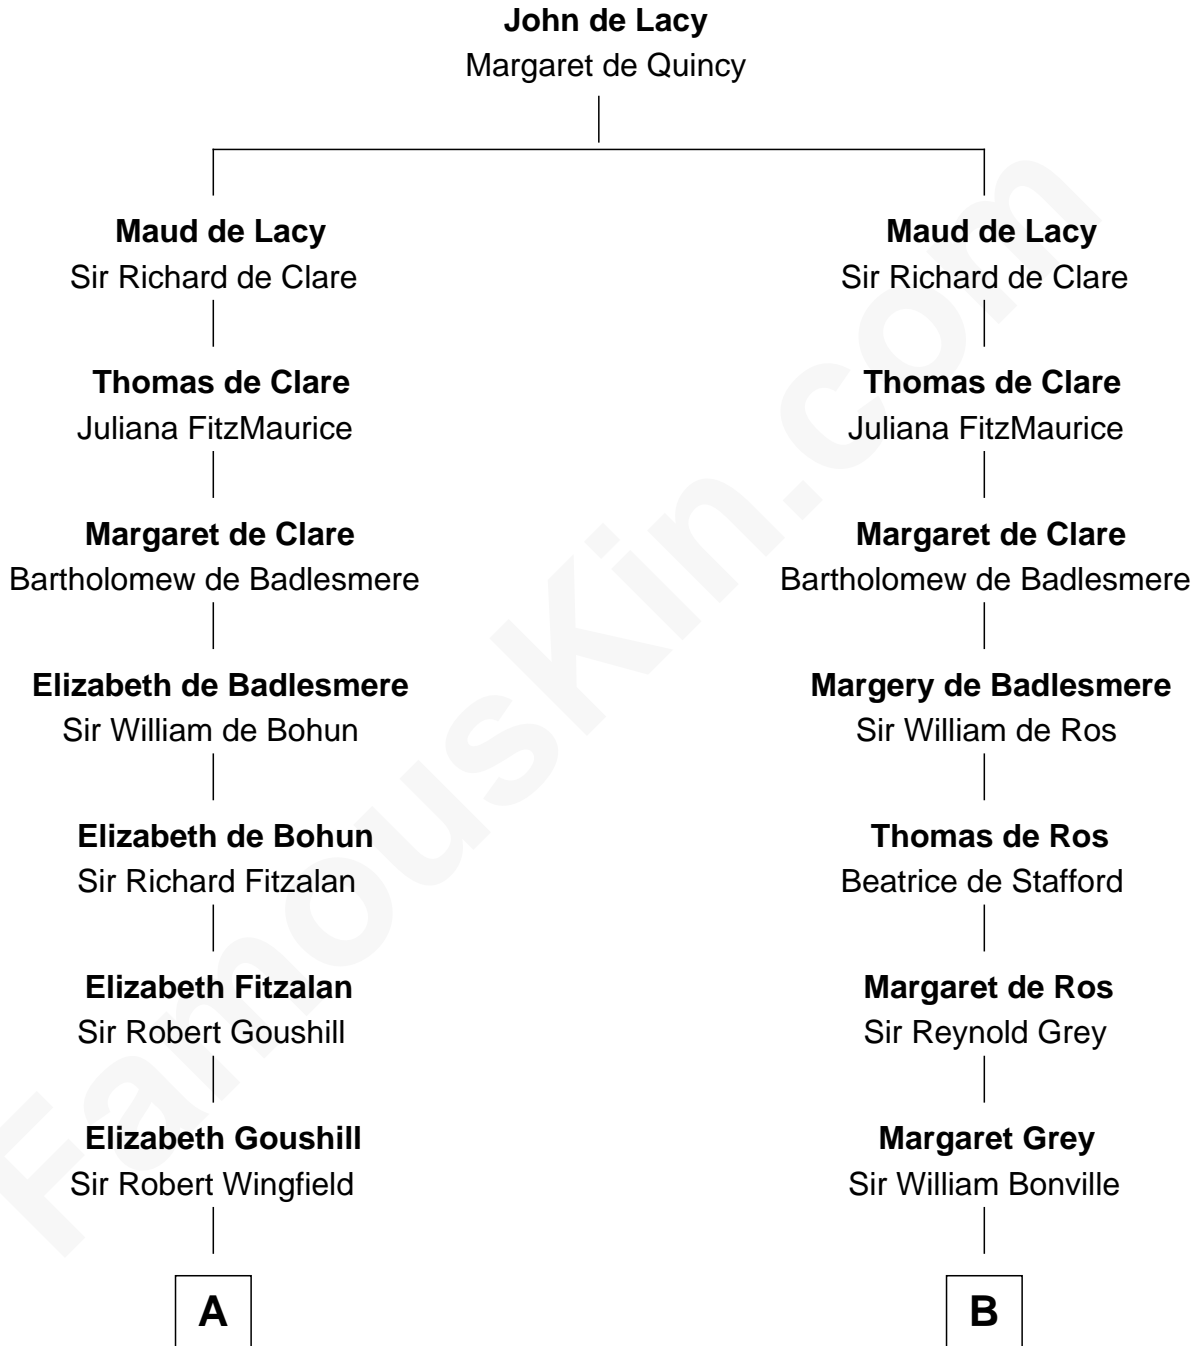 John de Lacy
Margaret de Quincy
Maud de Lacy
Sir Richard de Clare
Thomas de Clare
Juliana FitzMaurice
Margaret de Clare
Bartholomew de Badlesmere
Elizabeth de Badlesmere
Sir William de Bohun
Elizabeth de Bohun
Sir Richard Fitzalan
Elizabeth Fitzalan
Sir Robert Goushill
Elizabeth Goushill
Sir Robert Wingfield
A
Maud de Lacy
Sir Richard de Clare
Thomas de Clare
Juliana FitzMaurice
Margaret de Clare
Bartholomew de Badlesmere
Margery de Badlesmere
Sir William de Ros
Thomas de Ros
Beatrice de Stafford
Margaret de Ros
Sir Reynold Grey
Margaret Grey
Sir William Bonville
B
FamousKin.com